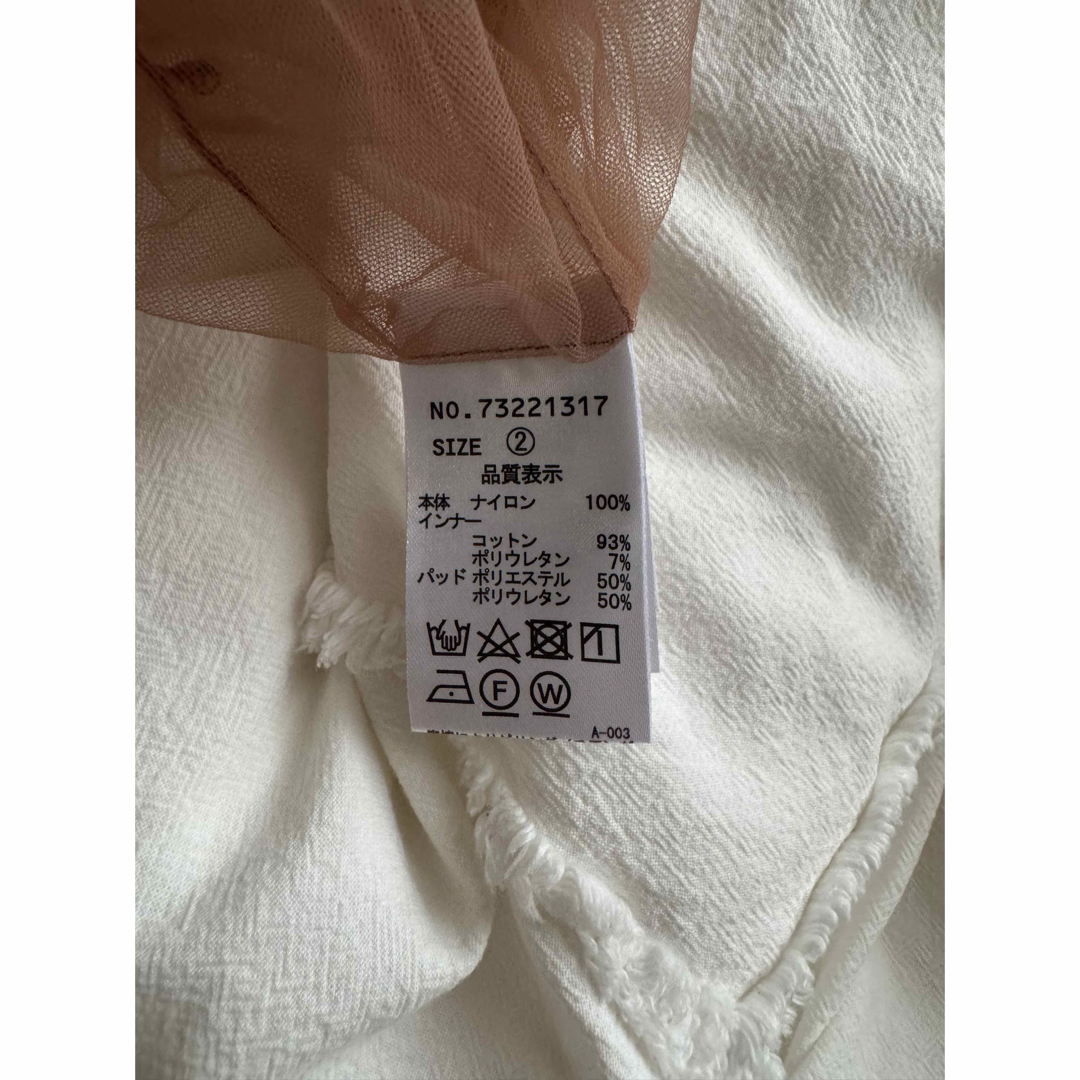 NO.73221317
SIZE ②
品質表示
本体 ナイロン 100%
インナー
コットン 93%
ポリウレタン 7%
パッド ポリエステル 50%
ポリウレタン 50%
F W
A-003